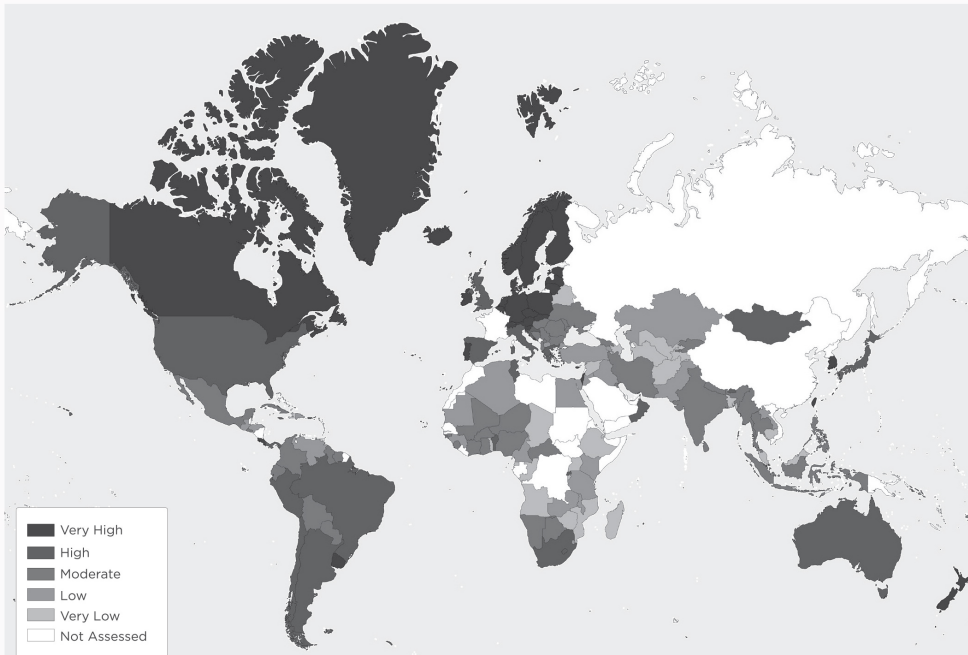 Very High
High
Moderate
Low
Very Low
Not Assessed